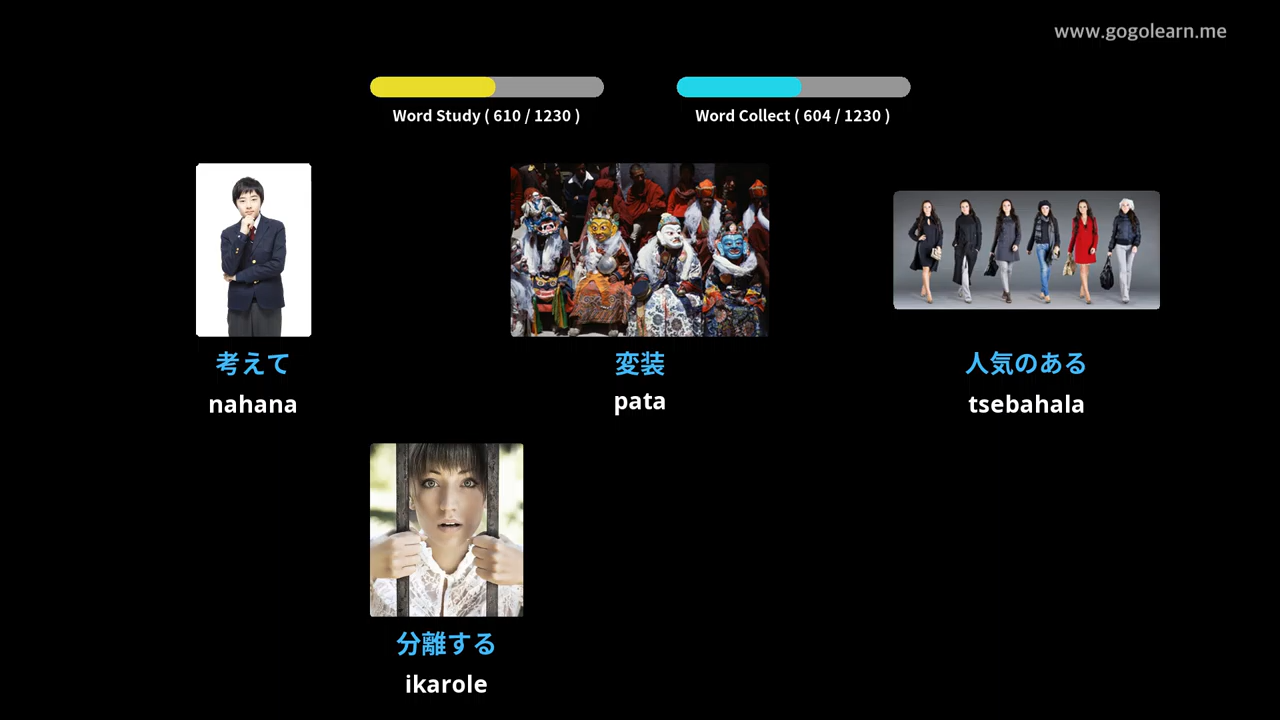 www.gogolearn.me
Word Study ( 610 / 1230 )
Word Collect ( 604 / 1230 )
考えて
nahana
変装
pata
人気のある
tsebahala
分離する
ikarole